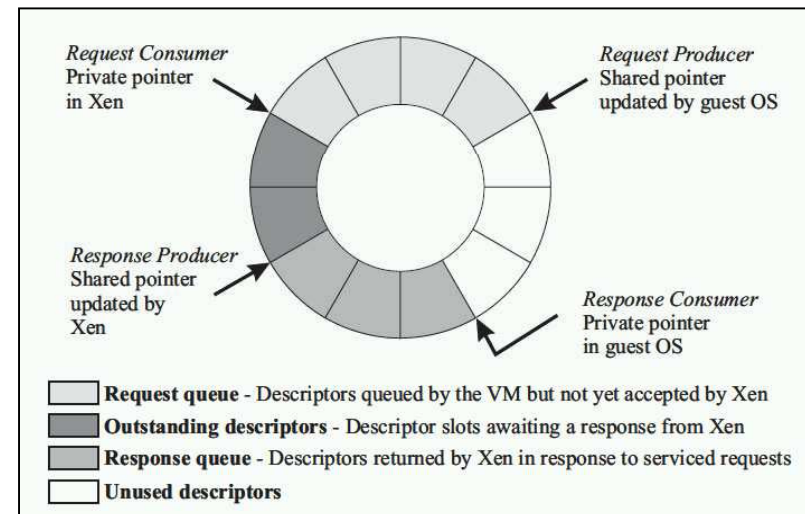 Request Consumer
Private pointer
in Xen
Request Producer
Shared pointer
updated by guest OS
Response Producer
Shared pointer
updated by
Xen
Response Consumer
Private pointer
in guest OS
Request queue - Descriptors queued by the VM but not yet accepted by Xen
Outstanding descriptors - Descriptor slots awaiting a response from Xen
Response queue - Descriptors returned by Xen in response to serviced requests
Unused descriptors